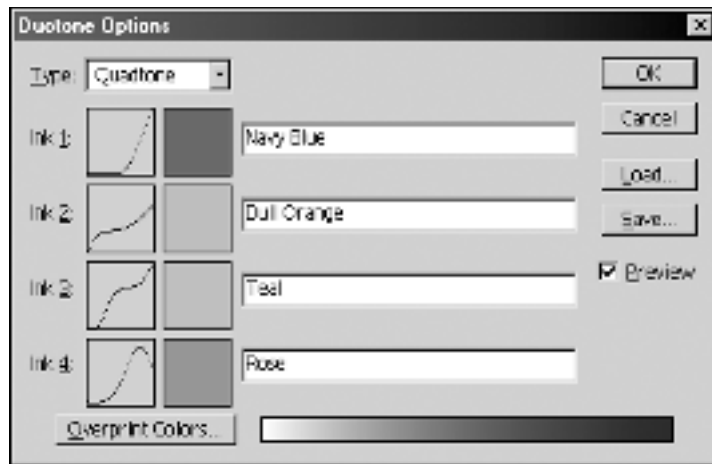 Duotone Options
Type: Quadtone
OK
Cancel
Load...
Save...
Preview
Ink 1: Navy Blue
Ink 2: Dull Orange
Ink 3: Teal
Ink 4: Rose
Overprint Colors...